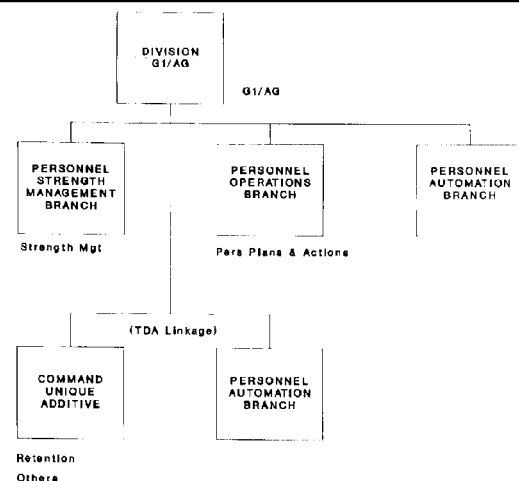 DIVISION
G1/AG
G1/AG
PERSONNEL
STRENGTH
MANAGEMENT
BRANCH
Strength Mgt
PERSONNEL
OPERATIONS
BRANCH
Pers Plans & Actions
PERSONNEL
AUTOMATION
BRANCH
(TDA Linkage)
COMMAND
UNIQUE
ADDITIVE
Retention
Others
PERSONNEL
AUTOMATION
BRANCH